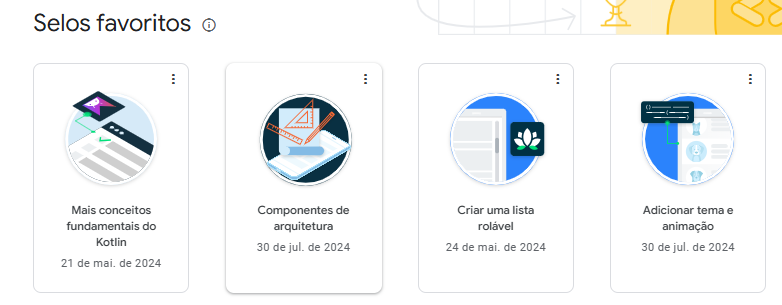 Selos favoritos
Mais conceitos
fundamentais do
Kotlin
21 de mai. de 2024
Componentes de
arquitetura
30 de jul. de 2024
Criar uma lista
rolável
24 de mai. de 2024
Adicionar tema e
animação
30 de jul. de 2024